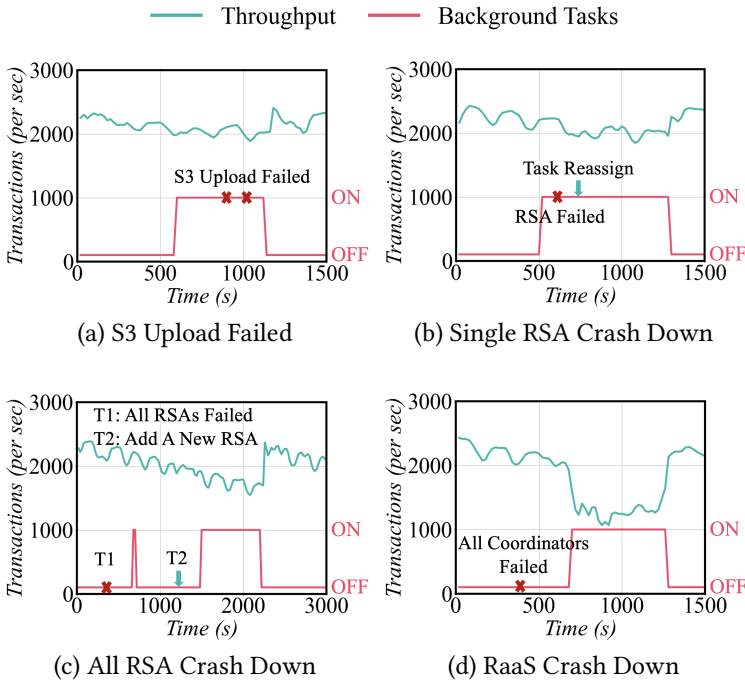 Throughput
Background Tasks
Transactions (per sec)
3000
2000
1000
0
S3 Upload Failed
ON
OFF
0
500
1000
1500
Time (s)
(a) S3 Upload Failed
Transactions (per sec)
3000
2000
1000
0
Task Reassign
RSA Failed
ON
OFF
0
500
1000
1500
Time (s)
(b) Single RSA Crash Down
Transactions (per sec)
3000
2000
1000
0
T1: All RSAs Failed
T2: Add A New RSA
T1
T2
ON
OFF
0
1000
2000
3000
Time (s)
(c) All RSA Crash Down
Transactions (per sec)
3000
2000
1000
0
All Coordinators
Failed
ON
OFF
0
500
1000
1500
Time (s)
(d) RaaS Crash Down